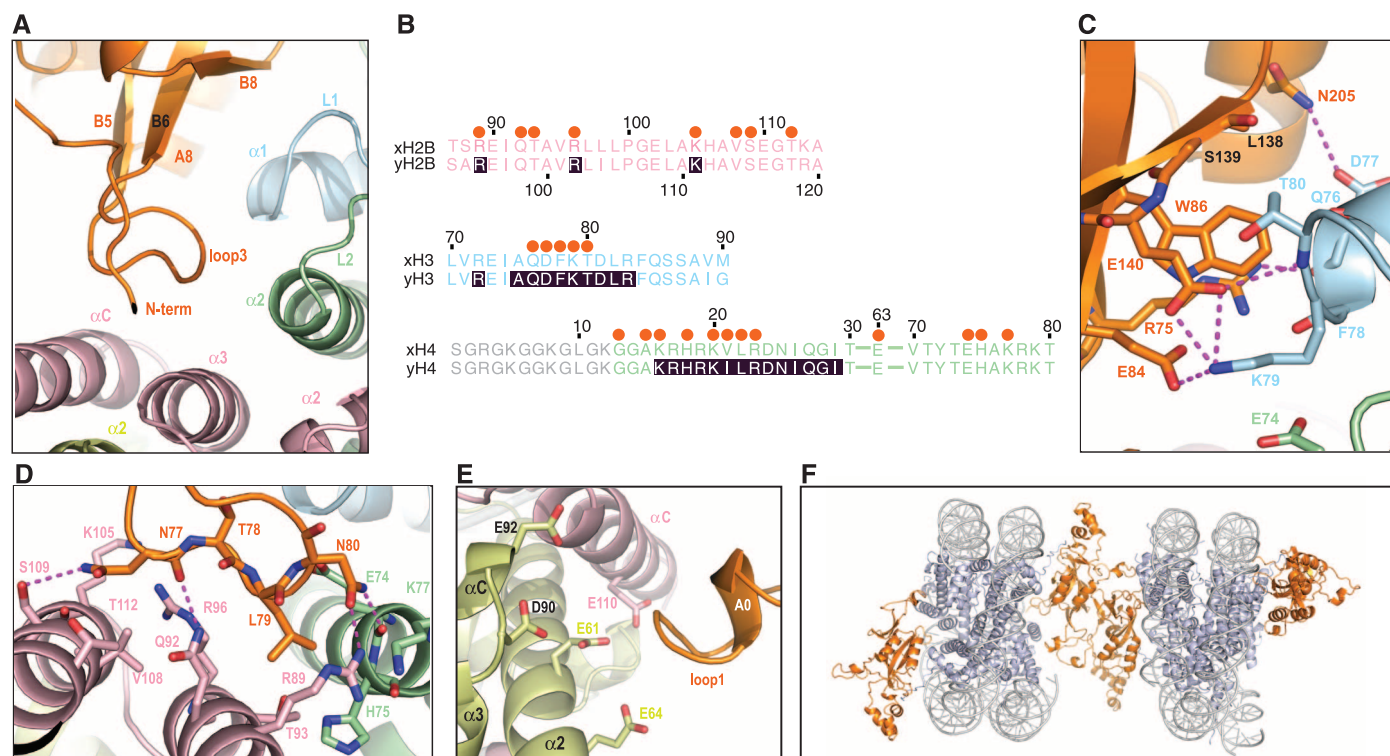 A
B8
L1
B5
B6
α1
A8
loop3
L2
N-term
α2
αC
α3
α2
α2
B
90
100
110
xH2B
TSREIQTAVRLLLPGELAKHAVSEGTKA
yH2B
SAREIQTAVRLILPGELAKHAVSEGTRA
100
110
120
70
80
90
xH3
LVREIAQDFKTDLRFQSSAVM
yH3
LVREIAQDFKTDLRFQSSAIG
10
20
30
63
70
80
xH4
SGRGKGGKGLGKGGAKRHRKVLRDNIQGIT–E–VTYTEHAKRKT
yH4
SGRGKGGKGLGKGGAKRHRKILRDNIQGIT–E–VTYTEHAKRKT
C
N205
L138
S139
D77
T80
Q76
W86
E140
R75
F78
E84
K79
E74
D
K105
N77
T78
N80
S109
E74
K77
T112
R96
L79
Q92
V108
R89
H75
T93
E
E92
αC
αC
D90
E110
A0
E61
loop1
E64
α3
α2
F